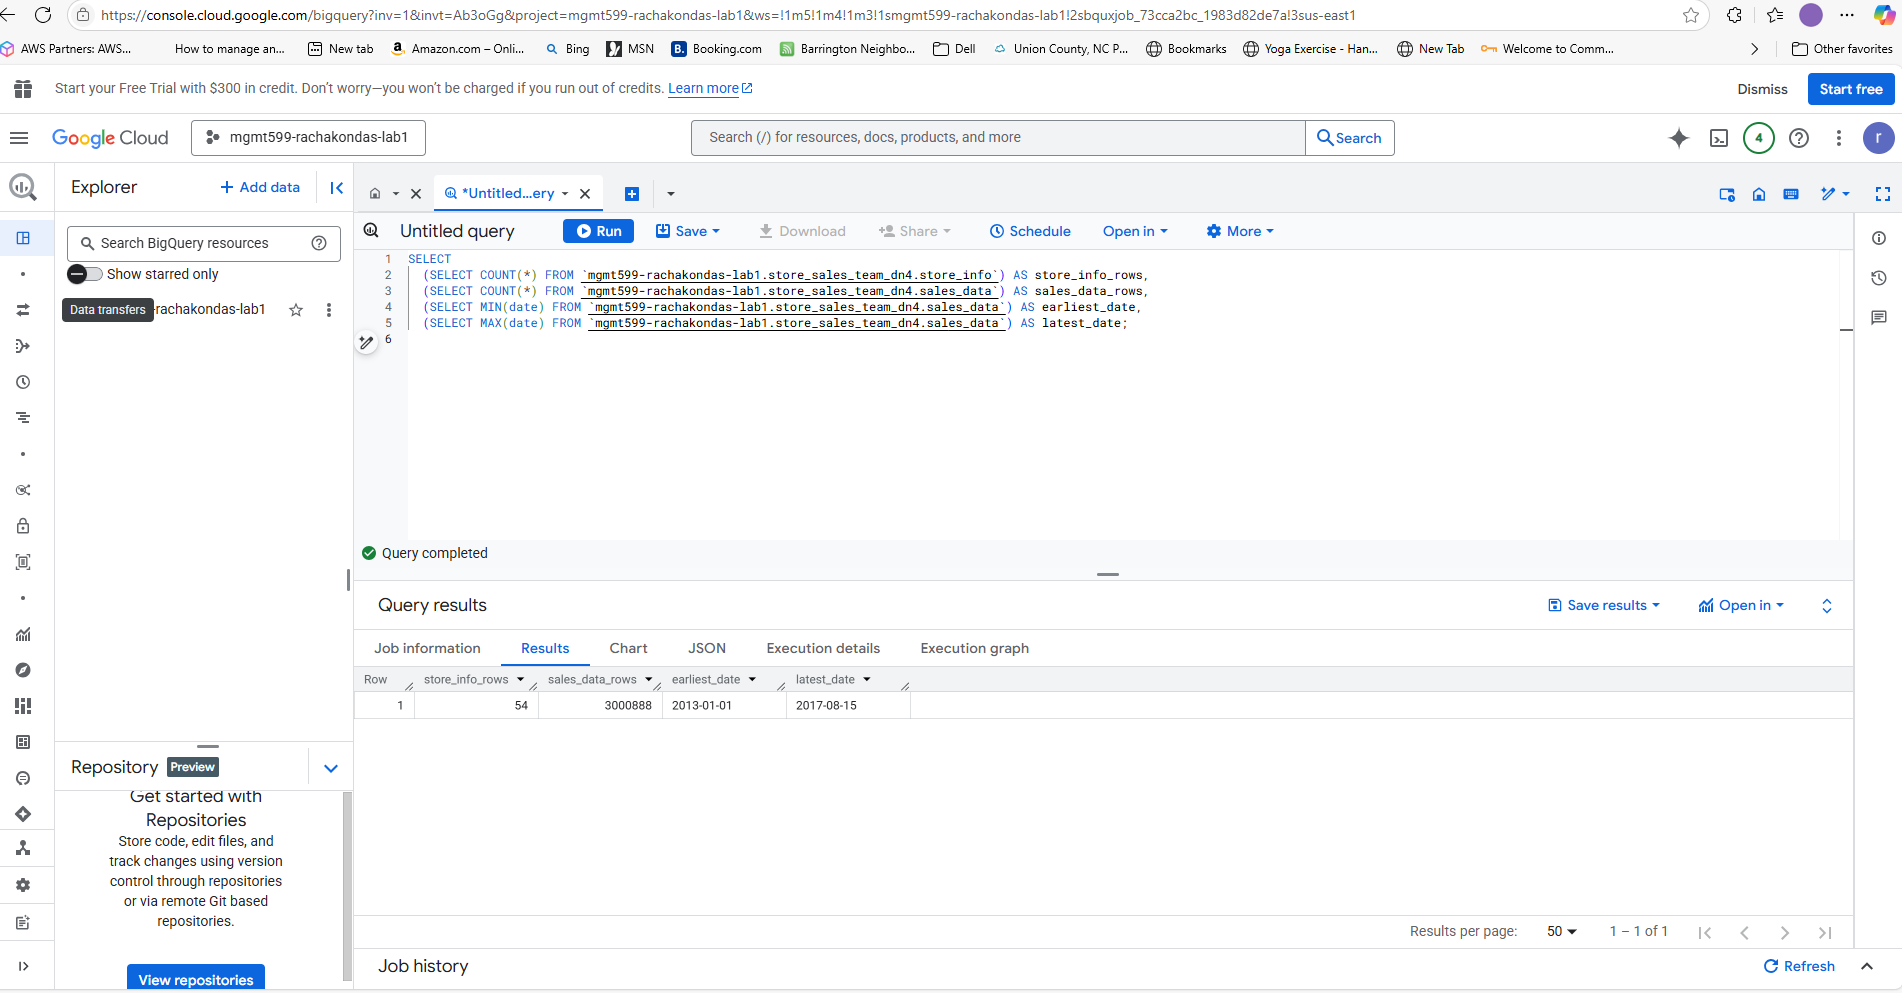 https://console.cloud.google.com/bigquery?inv=1&invt=Ab3oGg&project=mgmt599-rachakondas-lab1&ws=!1m5!1m4!1m3!1smgmt599-rachakondas-lab1!2sbquxjob_73cca2bc_1983d82de7a!3sus-east1
AWS Partners: AWS... How to manage an... New tab Amazon.com – Onli... Bing MSN Booking.com Barrington Neighbo... Dell Union County, NC P... Bookmarks Yoga Exercise - Han... New Tab Welcome to Comm... Other favorites
Start your Free Trial with $300 in credit. Don't worry—you won't be charged if you run out of credits. Learn more Dismiss Start free
Google Cloud mgmt599-rachakondas-lab1 Search (/) for resources, docs, products, and more Search 4 r
Explorer + Add data *Untitled...ery
Search BigQuery resources
Show starred only
Data transfers -rachakondas-lab1
Untitled query Run Save Download Share Schedule Open in More
1 SELECT
2 (SELECT COUNT(*) FROM `mgmt599-rachakondas-lab1.store_sales_team_dn4.store_info`) AS store_info_rows,
3 (SELECT COUNT(*) FROM `mgmt599-rachakondas-lab1.store_sales_team_dn4.sales_data`) AS sales_data_rows,
4 (SELECT MIN(date) FROM `mgmt599-rachakondas-lab1.store_sales_team_dn4.sales_data`) AS earliest_date,
5 (SELECT MAX(date) FROM `mgmt599-rachakondas-lab1.store_sales_team_dn4.sales_data`) AS latest_date;
6
Query completed
Query results Save results Open in
Job information Results Chart JSON Execution details Execution graph
Row store_info_rows sales_data_rows earliest_date latest_date
1 54 3000888 2013-01-01 2017-08-15
Repository Preview
Get started with
Repositories
Store code, edit files, and
track changes using version
control through repositories
or via remote Git based
repositories.
View repositories
Results per page: 50 1 – 1 of 1
Job history Refresh